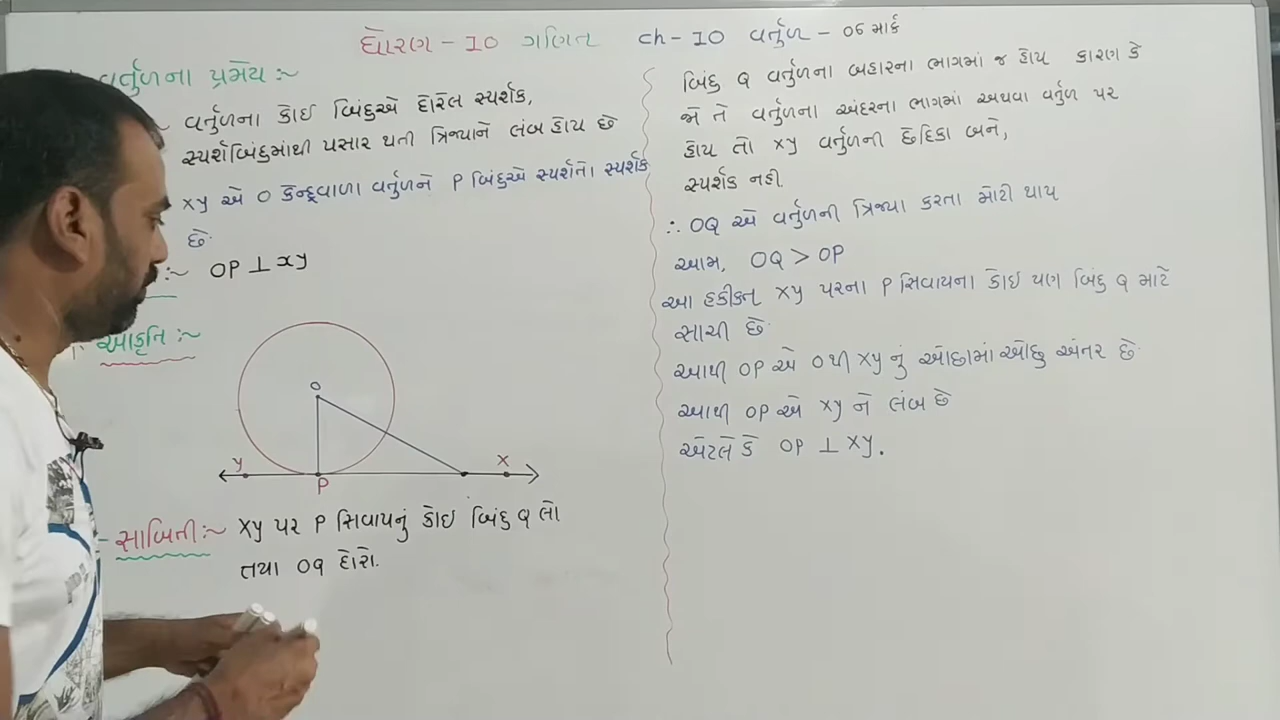 ધોરણ - 10 ગણિત ch - 10 વર્તુળ - 06 માર્ક
વર્તુળના પ્રમેય :~
વર્તુળના કોઈ બિંદુએ દોરેલ સ્પર્શક,
સ્પર્શબિંદુમાંથી પસાર થતી ત્રિજ્યાને લંબ હોય છે
xy એ O કેન્દ્રવાળા વર્તુળને P બિંદુએ સ્પર્શતો સ્પર્શક
છે.
:~ OP ⊥ xy
આકૃતિ :~
O
y
P
x
સાબિતી :~ xy પર P સિવાયનું કોઇ બિંદુ Q લો
તથા OQ દોરો.
બિંદુ Q વર્તુળના બહારના ભાગમાં જ હોય કારણ કે
જો તે વર્તુળના અંદરના ભાગમાં અથવા વર્તુળ પર
હોય તો xy વર્તુળની છેદિકા બને,
સ્પર્શક નહી.
∴ OQ એ વર્તુળની ત્રિજ્યા કરતા મોટી થાય
આમ, OQ > OP
આ હકીકત XY પરના P સિવાયના કોઇ પણ બિંદુ Q માટે
સાચી છે.
આથી OP એ O થી XY નું ઓછામાં ઓછુ અંતર છે.
આથી OP એ XY ને લંબ છે
એટલે કે OP ⊥ XY.